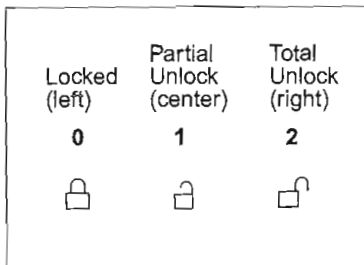 Locked
(left)
Partial
Unlock
(center)
Total
Unlock
(right)
0 1 2